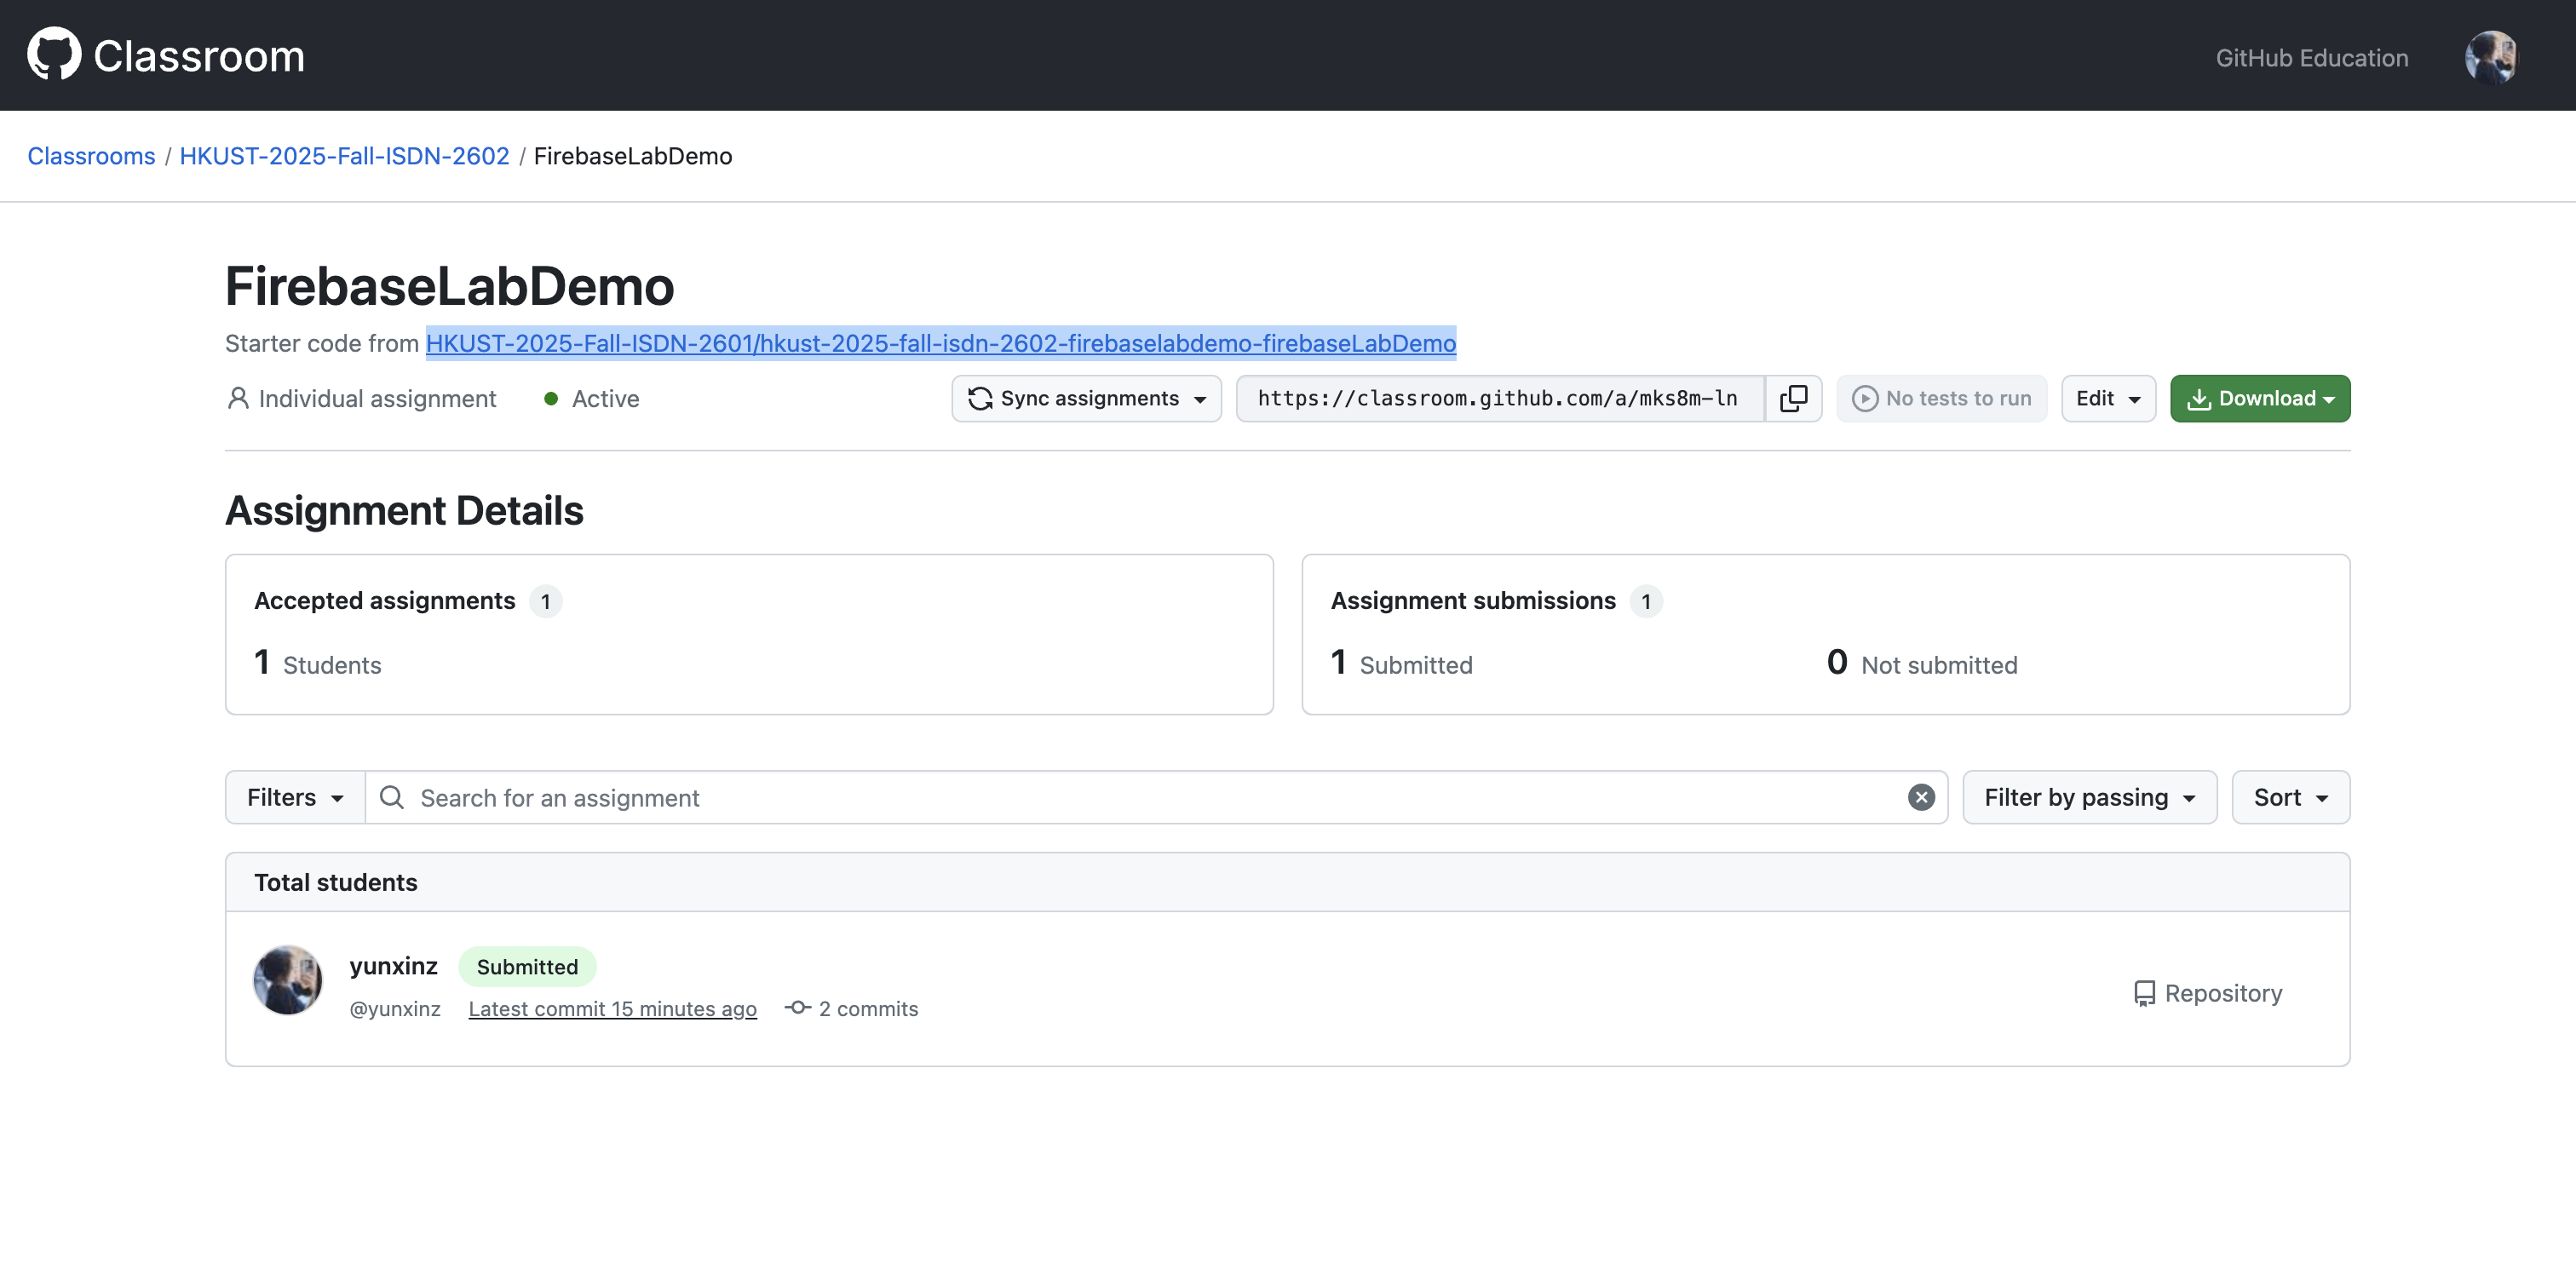 Classroom
GitHub Education
Classrooms / HKUST-2025-Fall-ISDN-2602 / FirebaseLabDemo
FirebaseLabDemo
Starter code from HKUST-2025-Fall-ISDN-2601/hkust-2025-fall-isdn-2602-firebaselabdemo-firebaseLabDemo
Individual assignment Active Sync assignments https://classroom.github.com/a/mks8m-ln No tests to run Edit Download
Assignment Details
Accepted assignments 1
1 Students
Assignment submissions 1
1 Submitted 0 Not submitted
Filters Search for an assignment Filter by passing Sort
Total students
yunxinz Submitted
@yunxinz Latest commit 15 minutes ago 2 commits
Repository